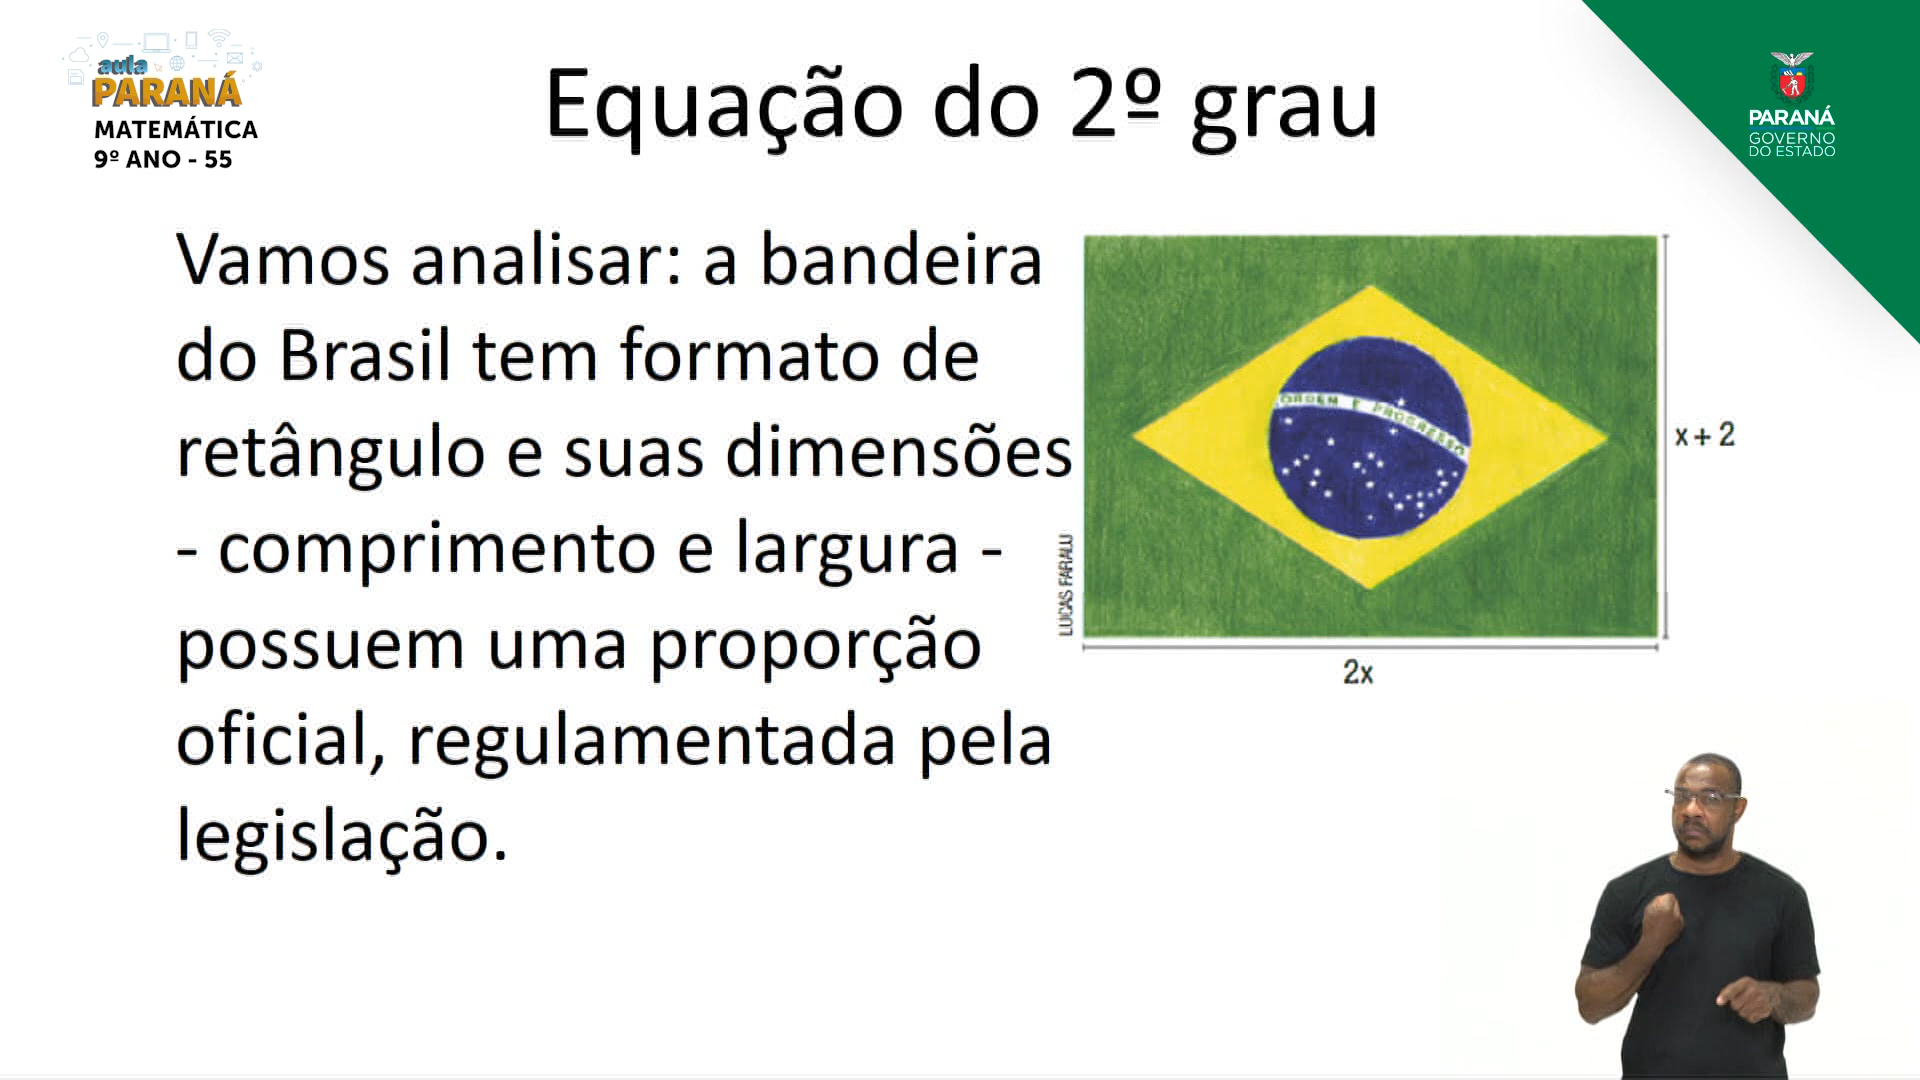 aula
PARANÁ
MATEMÁTICA
9º ANO - 55
Equação do 2º grau
PARANÁ
GOVERNO
DO ESTADO
Vamos analisar: a bandeira
do Brasil tem formato de
retângulo e suas dimensões
- comprimento e largura -
possuem uma proporção
oficial, regulamentada pela
legislação.
ORDEM E PROGRESSO
x + 2
2x
LUCAS FARAUJ